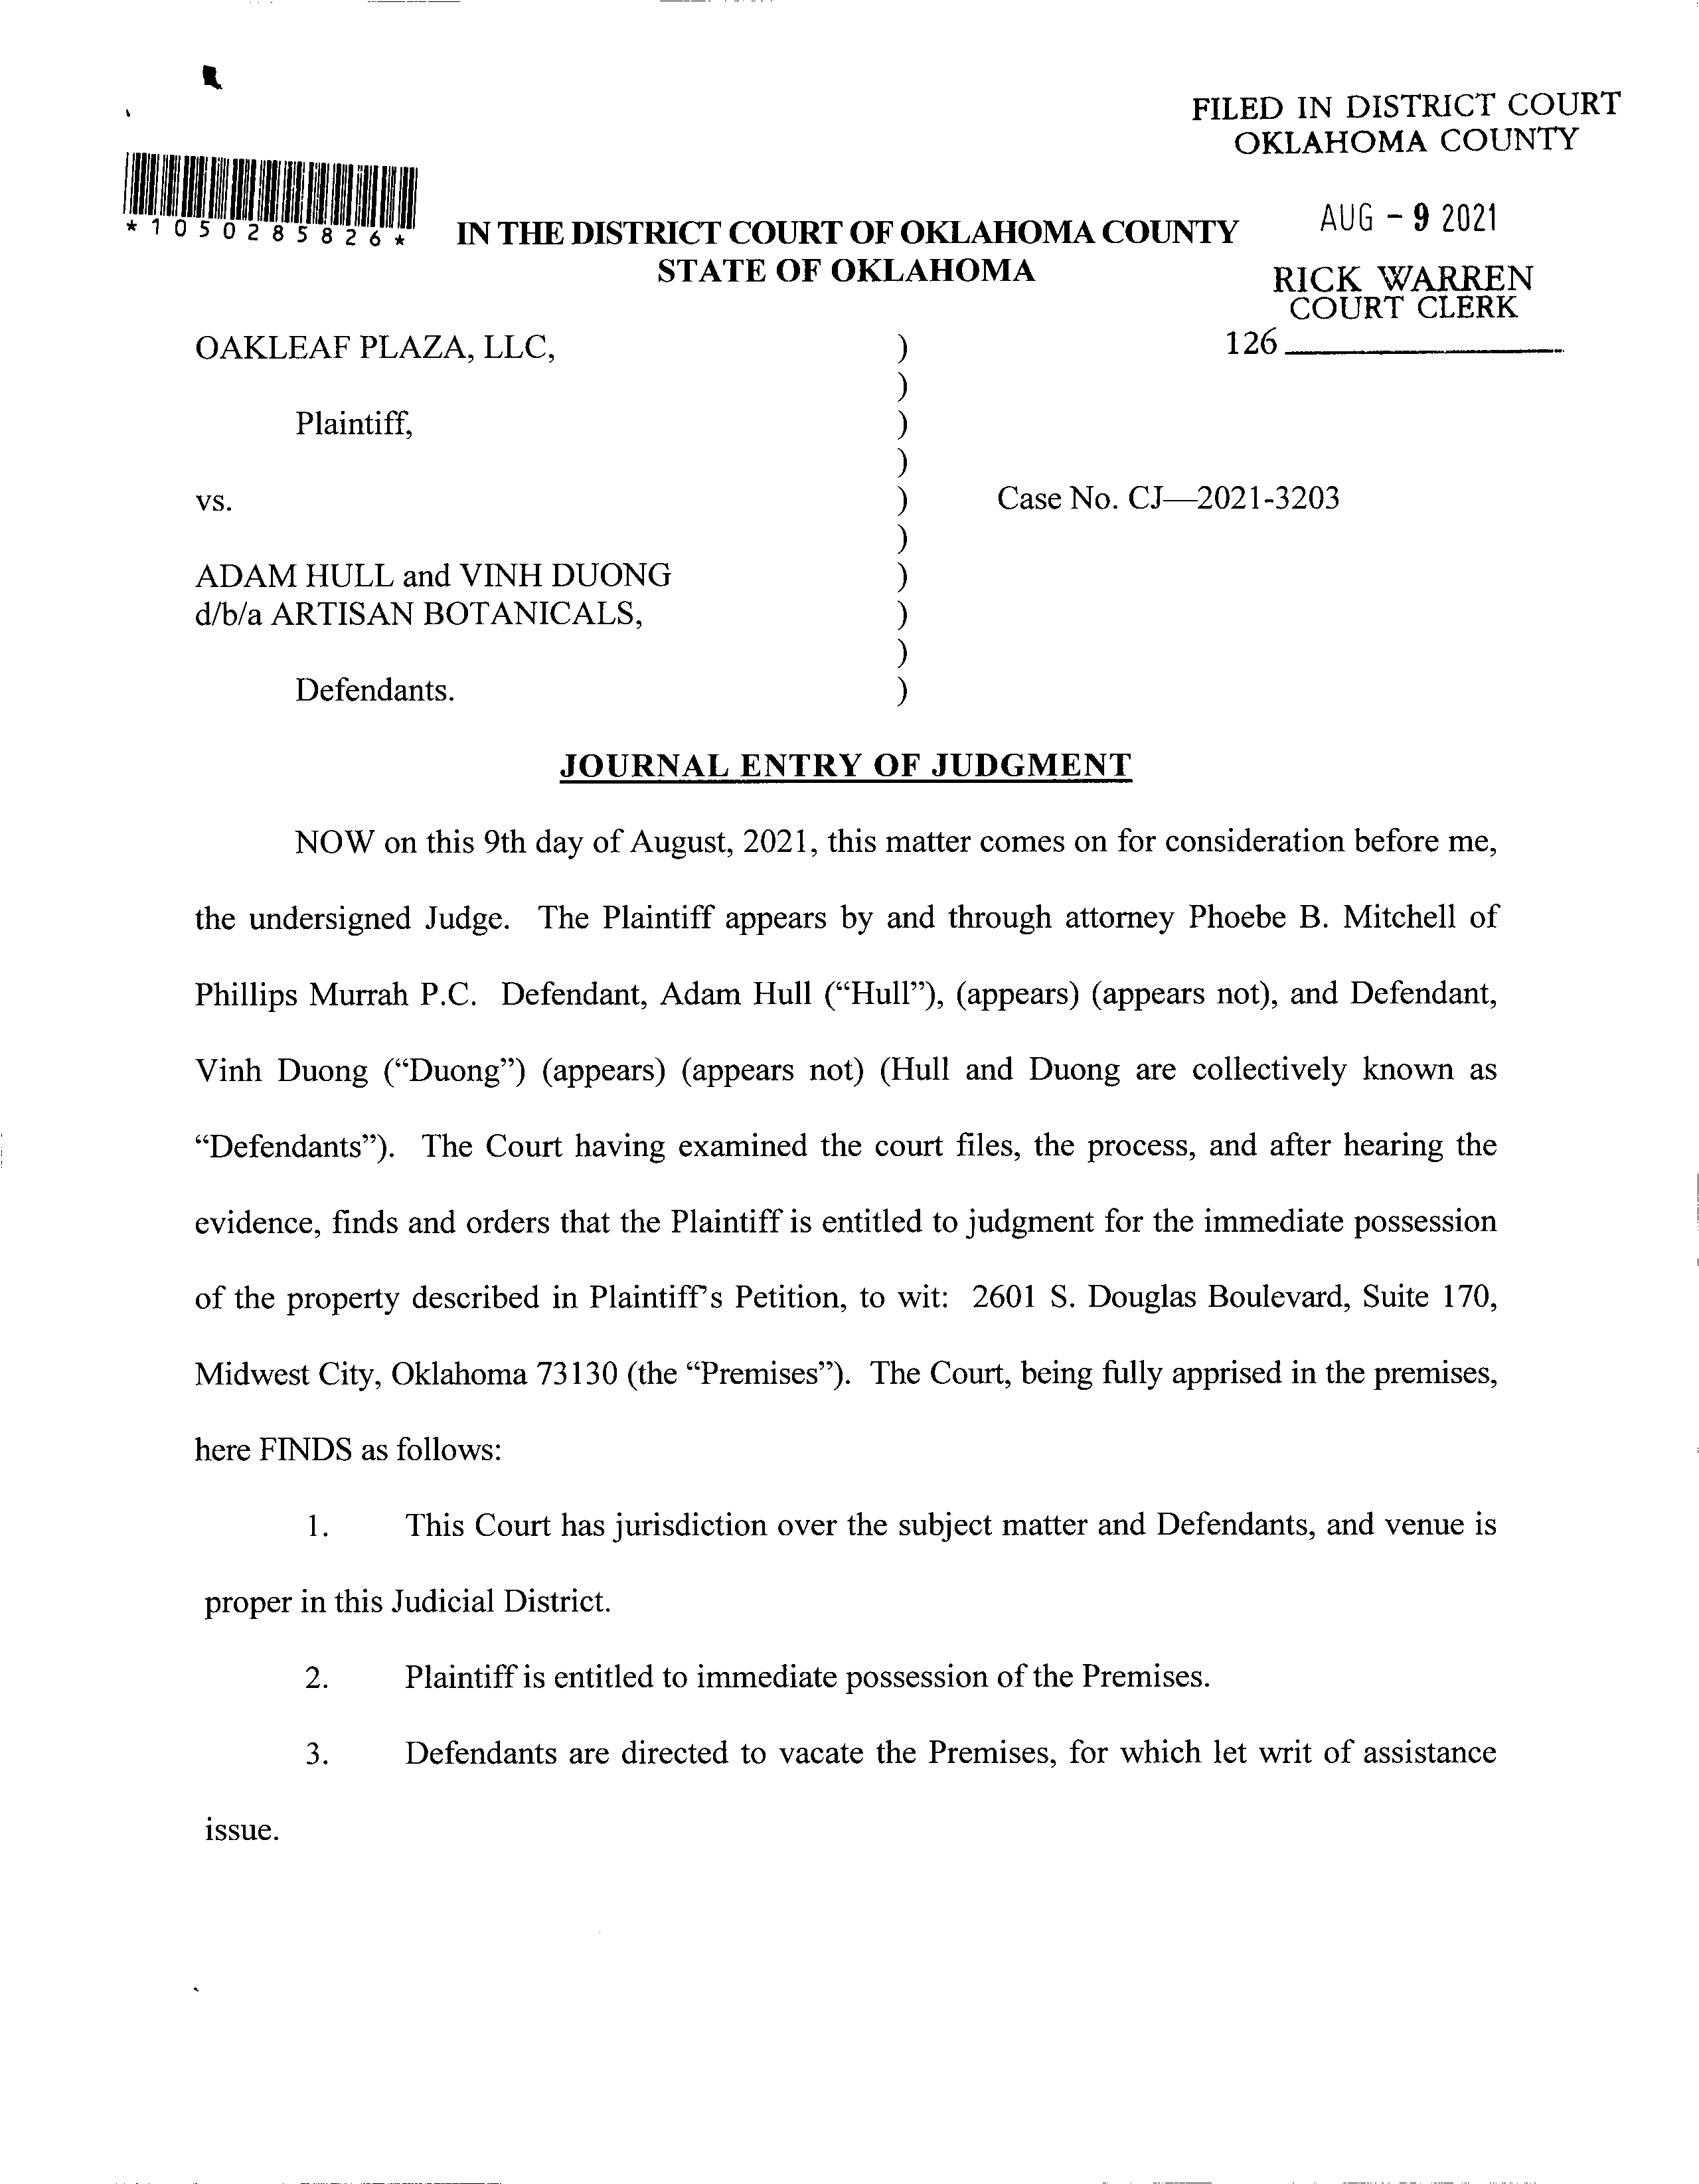 FILED IN DISTRICT COURT
OKLAHOMA COUNTY
*1050285826*
AUG - 9 2021
IN THE DISTRICT COURT OF OKLAHOMA COUNTY
STATE OF OKLAHOMA
RICK WARREN
COURT CLERK
126
OAKLEAF PLAZA, LLC, )
)
Plaintiff, )
)
vs. ) Case No. CJ—2021-3203
)
ADAM HULL and VINH DUONG )
d/b/a ARTISAN BOTANICALS, )
)
Defendants. )
JOURNAL ENTRY OF JUDGMENT
NOW on this 9th day of August, 2021, this matter comes on for consideration before me,
the undersigned Judge. The Plaintiff appears by and through attorney Phoebe B. Mitchell of
Phillips Murrah P.C. Defendant, Adam Hull (“Hull”), (appears) (appears not), and Defendant,
Vinh Duong (“Duong”) (appears) (appears not) (Hull and Duong are collectively known as
“Defendants”). The Court having examined the court files, the process, and after hearing the
evidence, finds and orders that the Plaintiff is entitled to judgment for the immediate possession
of the property described in Plaintiff's Petition, to wit: 2601 S. Douglas Boulevard, Suite 170,
Midwest City, Oklahoma 73130 (the “Premises”). The Court, being fully apprised in the premises,
here FINDS as follows:
1. This Court has jurisdiction over the subject matter and Defendants, and venue is
proper in this Judicial District.
2. Plaintiff is entitled to immediate possession of the Premises.
3. Defendants are directed to vacate the Premises, for which let writ of assistance
issue.